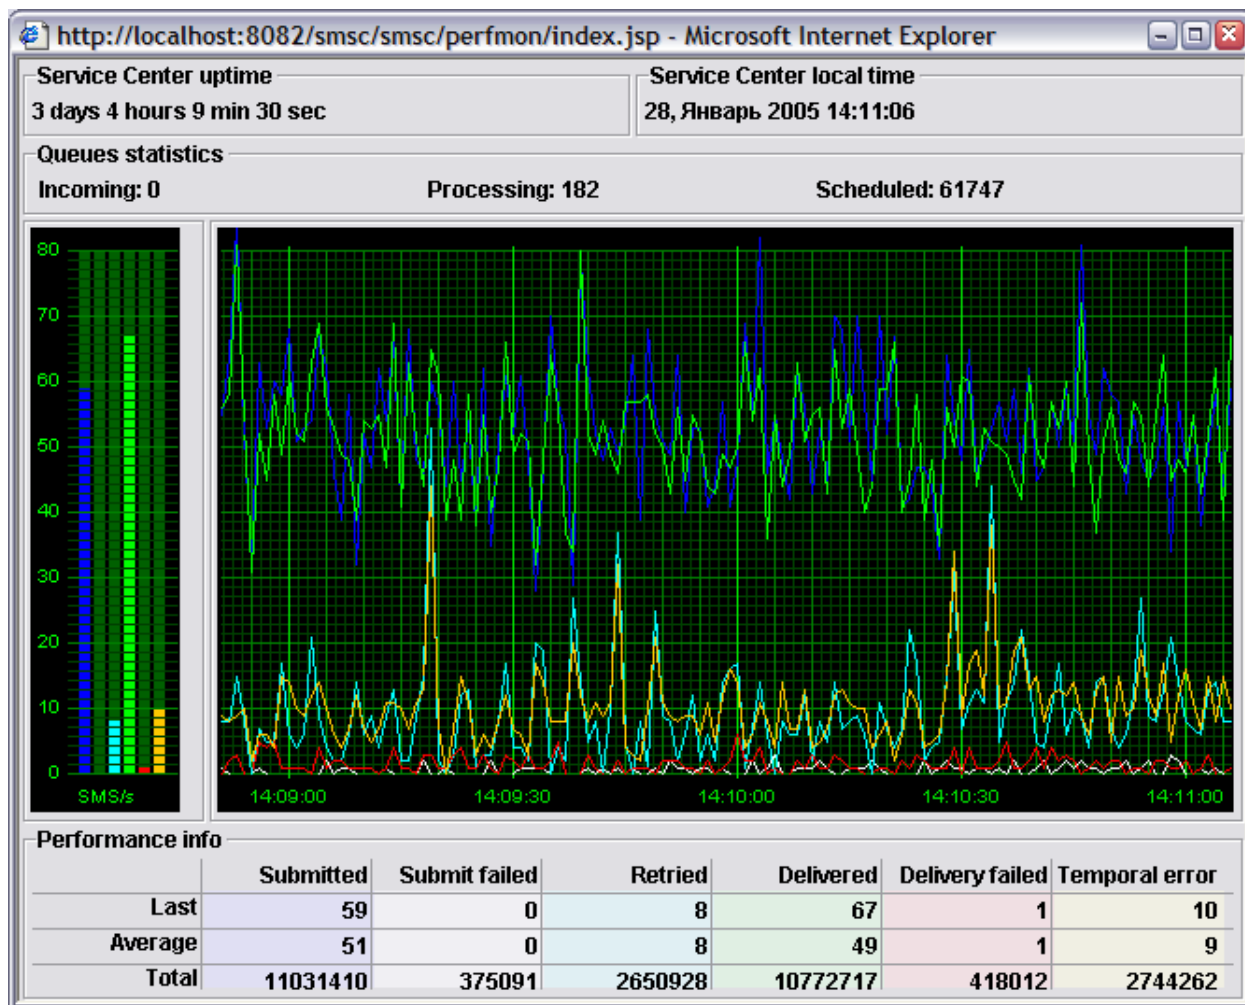 http://localhost:8082/smsc/smsc/perfmon/index.jsp - Microsoft Internet Explorer
Service Center uptime
3 days 4 hours 9 min 30 sec
Service Center local time
28, Январь 2005 14:11:06
Queues statistics
Incoming: 0 Processing: 182 Scheduled: 61747
80
70
60
50
40
30
20
10
0
SMS/s
14:09:00 14:09:30 14:10:00 14:10:30 14:11:00
Performance info
Submitted Submit failed Retried Delivered Delivery failed Temporal error
Last 59 0 8 67 1 10
Average 51 0 8 49 1 9
Total 11031410 375091 2650928 10772717 418012 2744262